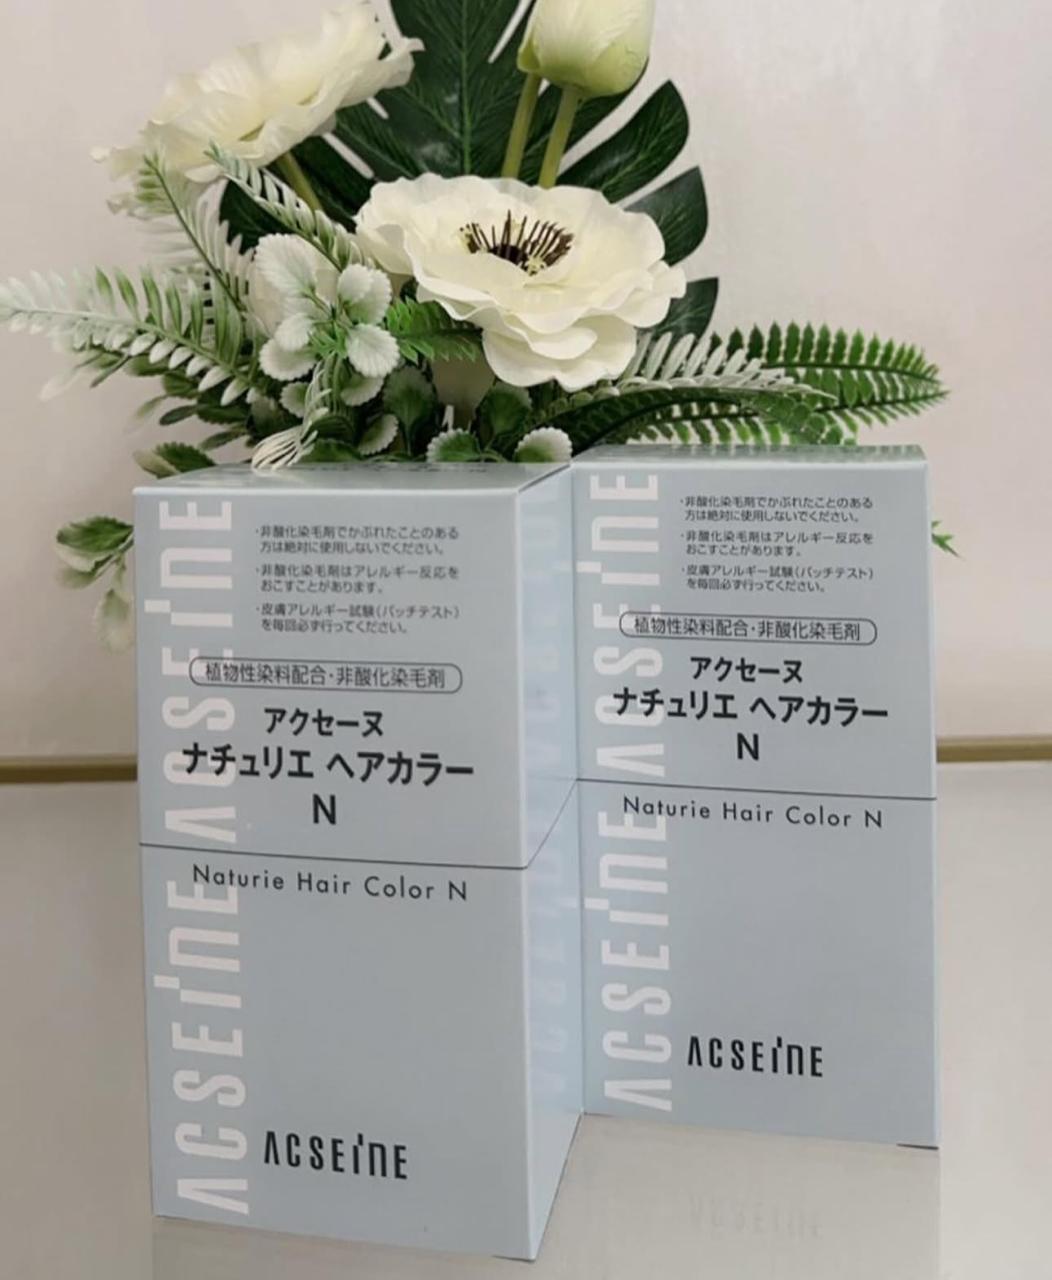 ・非酸化染毛剤でかぶれたことのある
方は絶対に使用しないでください。
・非酸化染毛剤はアレルギー反応を
おこすことがあります。
・皮膚アレルギー試験（パッチテスト）
を毎回必ず行ってください。
植物性染料配合・非酸化染毛剤
アクセーヌ
ナチュリエ ヘアカラー
N
Naturie Hair Color N
ACSEINE
ACSEINE
ACSEINE
・非酸化染毛剤でかぶれたことのある
方は絶対に使用しないでください。
・非酸化染毛剤はアレルギー反応を
おこすことがあります。
・皮膚アレルギー試験（パッチテスト）
を毎回必ず行ってください。
植物性染料配合・非酸化染毛剤
アクセーヌ
ナチュリエ ヘアカラー
N
Naturie Hair Color N
ACSEINE
ACSEINE
ACSEINE